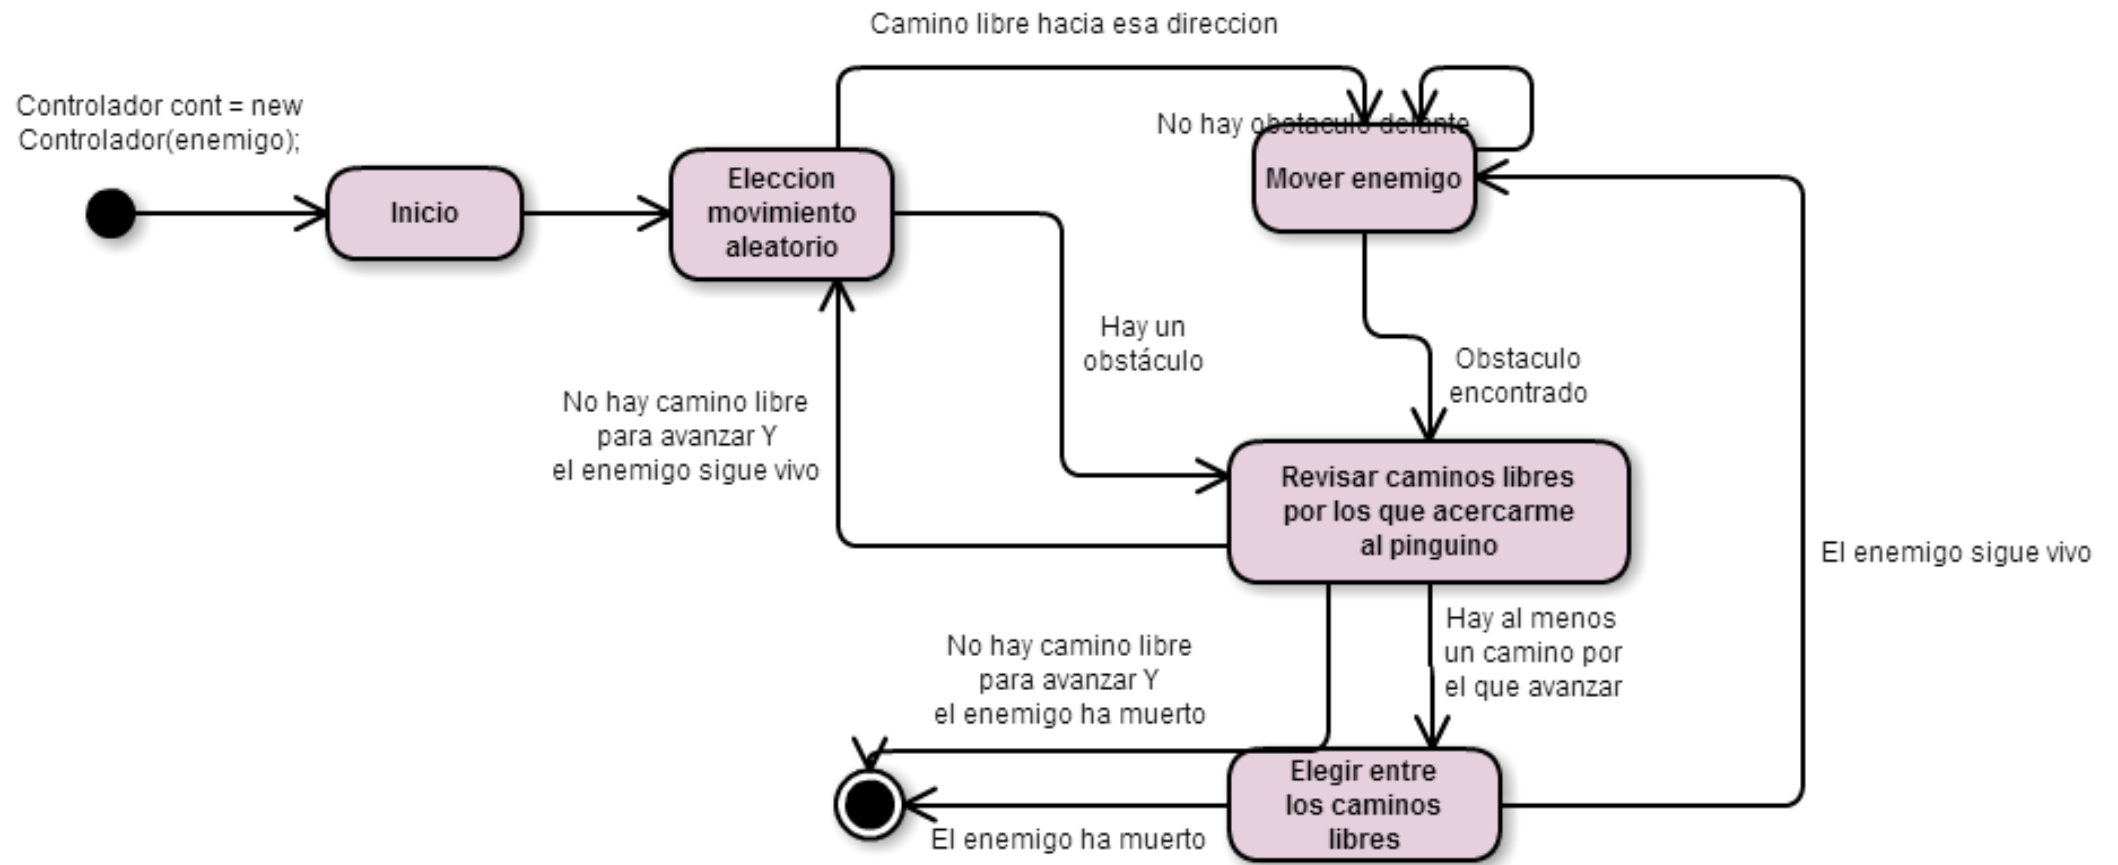 Camino libre hacia esa direccion
Controlador cont = new
Controlador(enemigo);
No hay obstaculo delante
Inicio
Eleccion
movimiento
aleatorio
Mover enemigo
Hay un
obstáculo
Obstaculo
encontrado
No hay camino libre
para avanzar Y
el enemigo sigue vivo
Revisar caminos libres
por los que acercarme
al pinguino
El enemigo sigue vivo
Hay al menos
un camino por
el que avanzar
No hay camino libre
para avanzar Y
el enemigo ha muerto
Elegir entre
los caminos
libres
El enemigo ha muerto